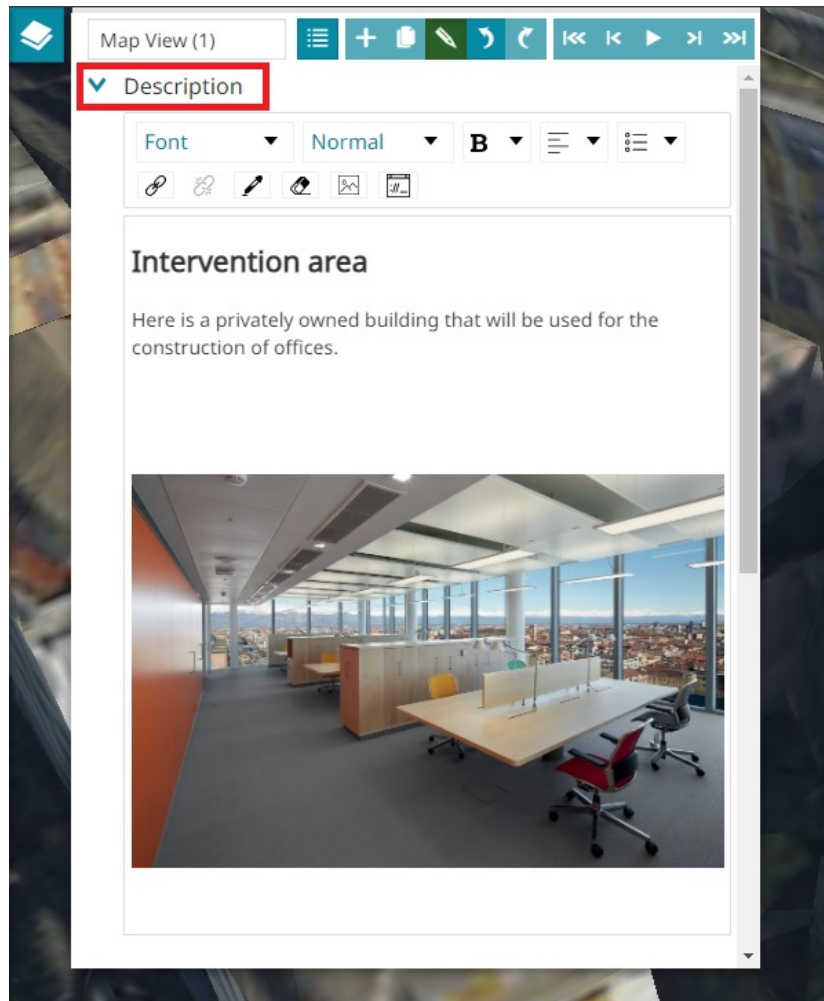 Map View (1)
Description
Font
Normal
B
Intervention area
Here is a privately owned building that will be used for the
construction of offices.